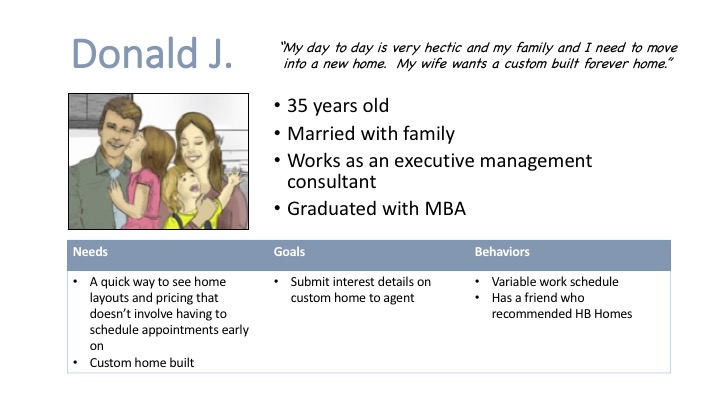 Donald J.
“My day to day is very hectic and my family and I need to move
into a new home.  My wife wants a custom built forever home.”
• 35 years old
• Married with family
• Works as an executive management
consultant
• Graduated with MBA
Needs
• A quick way to see home
layouts and pricing that
doesn’t involve having to
schedule appointments early
on
• Custom home built
Goals
• Submit interest details on
custom home to agent
Behaviors
• Variable work schedule
• Has a friend who
recommended HB Homes